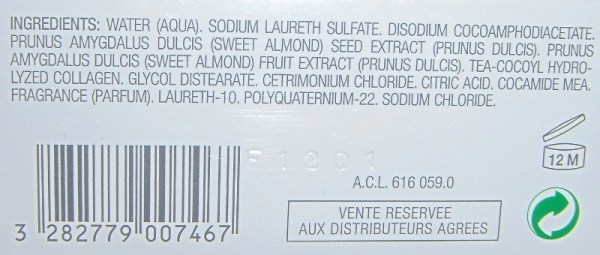 INGREDIENTS: WATER (AQUA). SODIUM LAURETH SULFATE. DISODIUM COCOAMPHODIACETATE.
PRUNUS AMYGDALUS DULCIS (SWEET ALMOND) SEED EXTRACT (PRUNUS DULCIS). PRUNUS
AMYGDALUS DULCIS (SWEET ALMOND) FRUIT EXTRACT (PRUNUS DULCIS). TEA-COCOYL HYDRO-
LYZED COLLAGEN. GLYCOL DISTEARATE. CETRIMONIUM CHLORIDE. CITRIC ACID. COCAMIDE MEA.
FRAGRANCE (PARFUM). LAURETH-10. POLYQUATERNIUM-22. SODIUM CHLORIDE.
12 M
A.C.L. 616 059.0
VENTE RESERVEE
AUX DISTRIBUTEURS AGREES
3 282779 007467